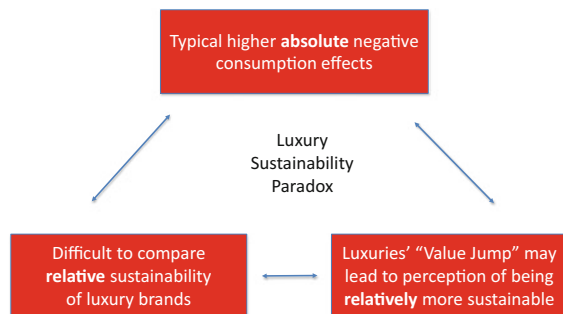 Typical higher absolute negative
consumption effects
Luxury
Sustainability
Paradox
Difficult to compare
relative sustainability
of luxury brands
Luxuries’ “Value Jump” may
lead to perception of being
relatively more sustainable